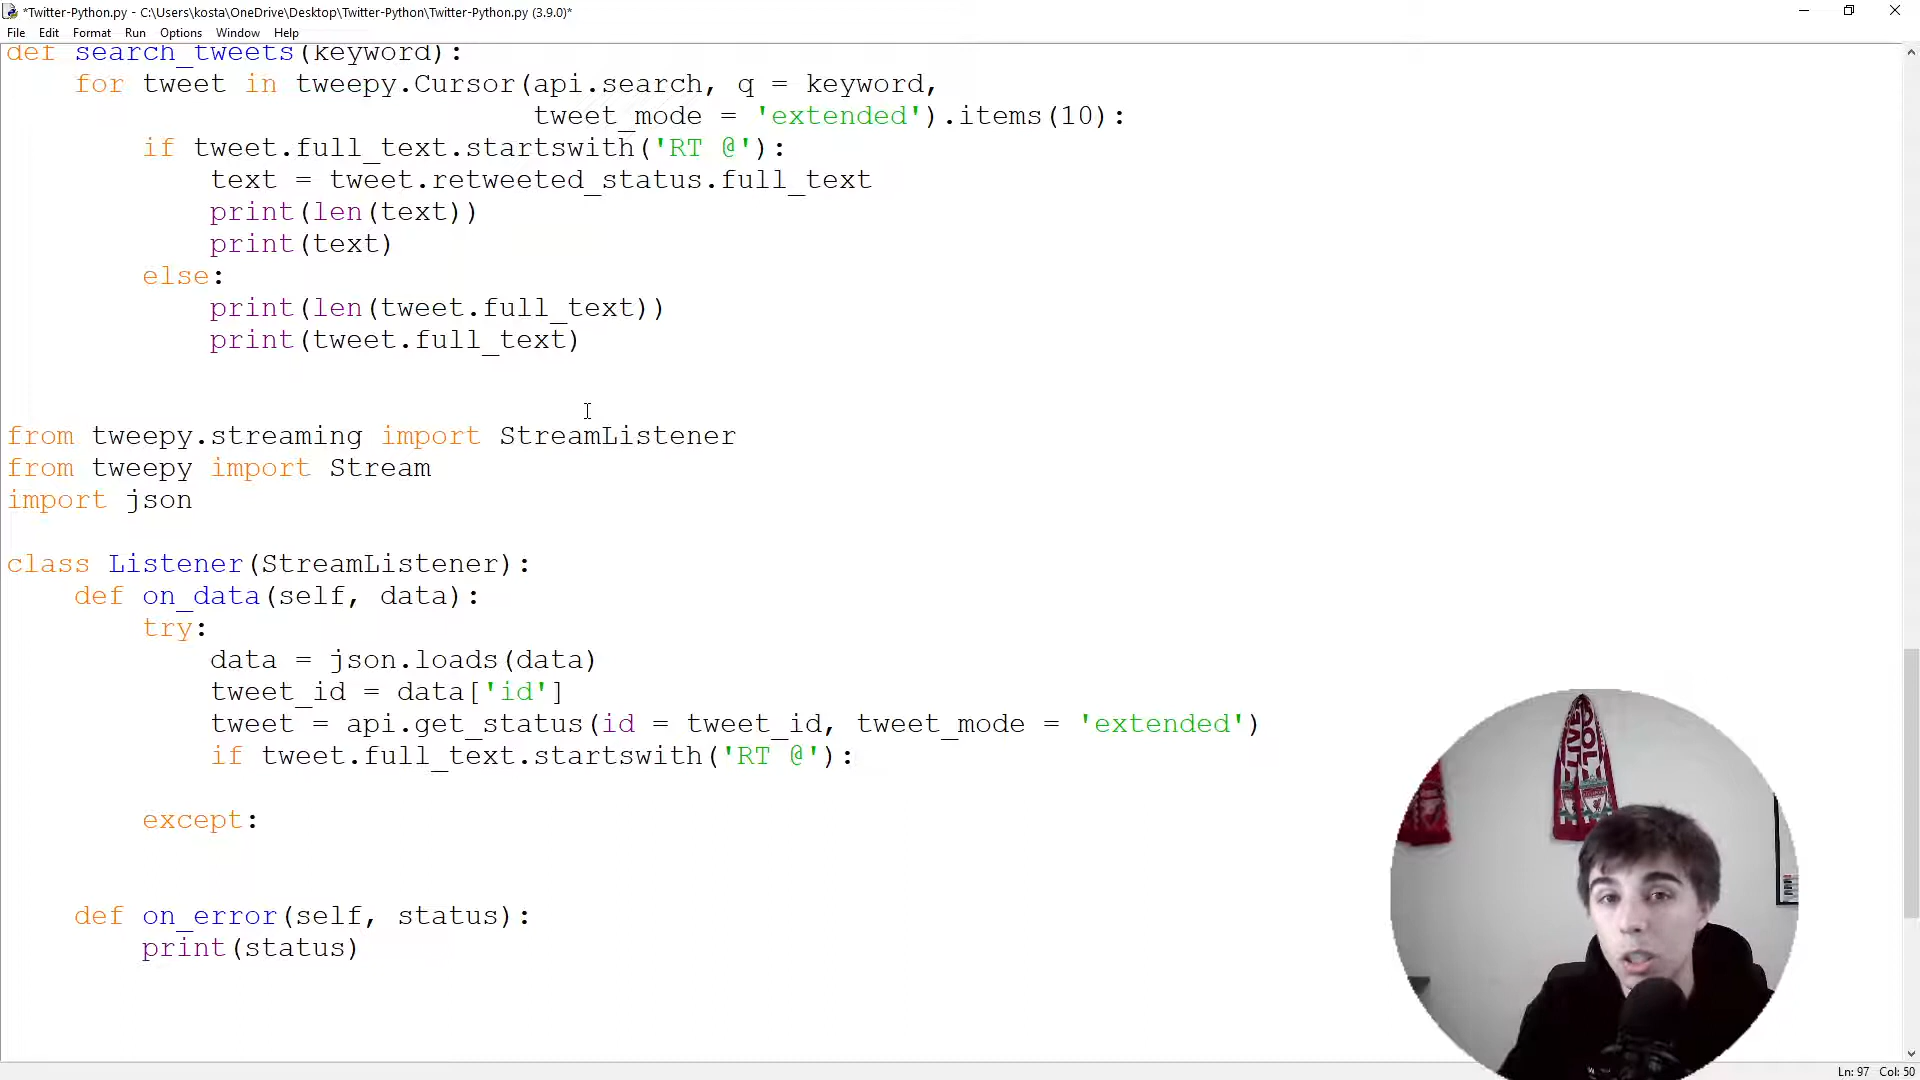 *Twitter-Python.py - C:\Users\kosta\OneDrive\Desktop\Twitter-Python\Twitter-Python.py (3.9.0)*
File Edit Format Run Options Window Help
def search_tweets(keyword):
    for tweet in tweepy.Cursor(api.search, q = keyword,
                               tweet_mode = 'extended').items(10):
        if tweet.full_text.startswith('RT @'):
            text = tweet.retweeted_status.full_text
            print(len(text))
            print(text)
        else:
            print(len(tweet.full_text))
            print(tweet.full_text)
from tweepy.streaming import StreamListener
from tweepy import Stream
import json
class Listener(StreamListener):
    def on_data(self, data):
        try:
            data = json.loads(data)
            tweet_id = data['id']
            tweet = api.get_status(id = tweet_id, tweet_mode = 'extended')
            if tweet.full_text.startswith('RT @'):
        except:
    def on_error(self, status):
        print(status)
Ln: 97 Col: 50